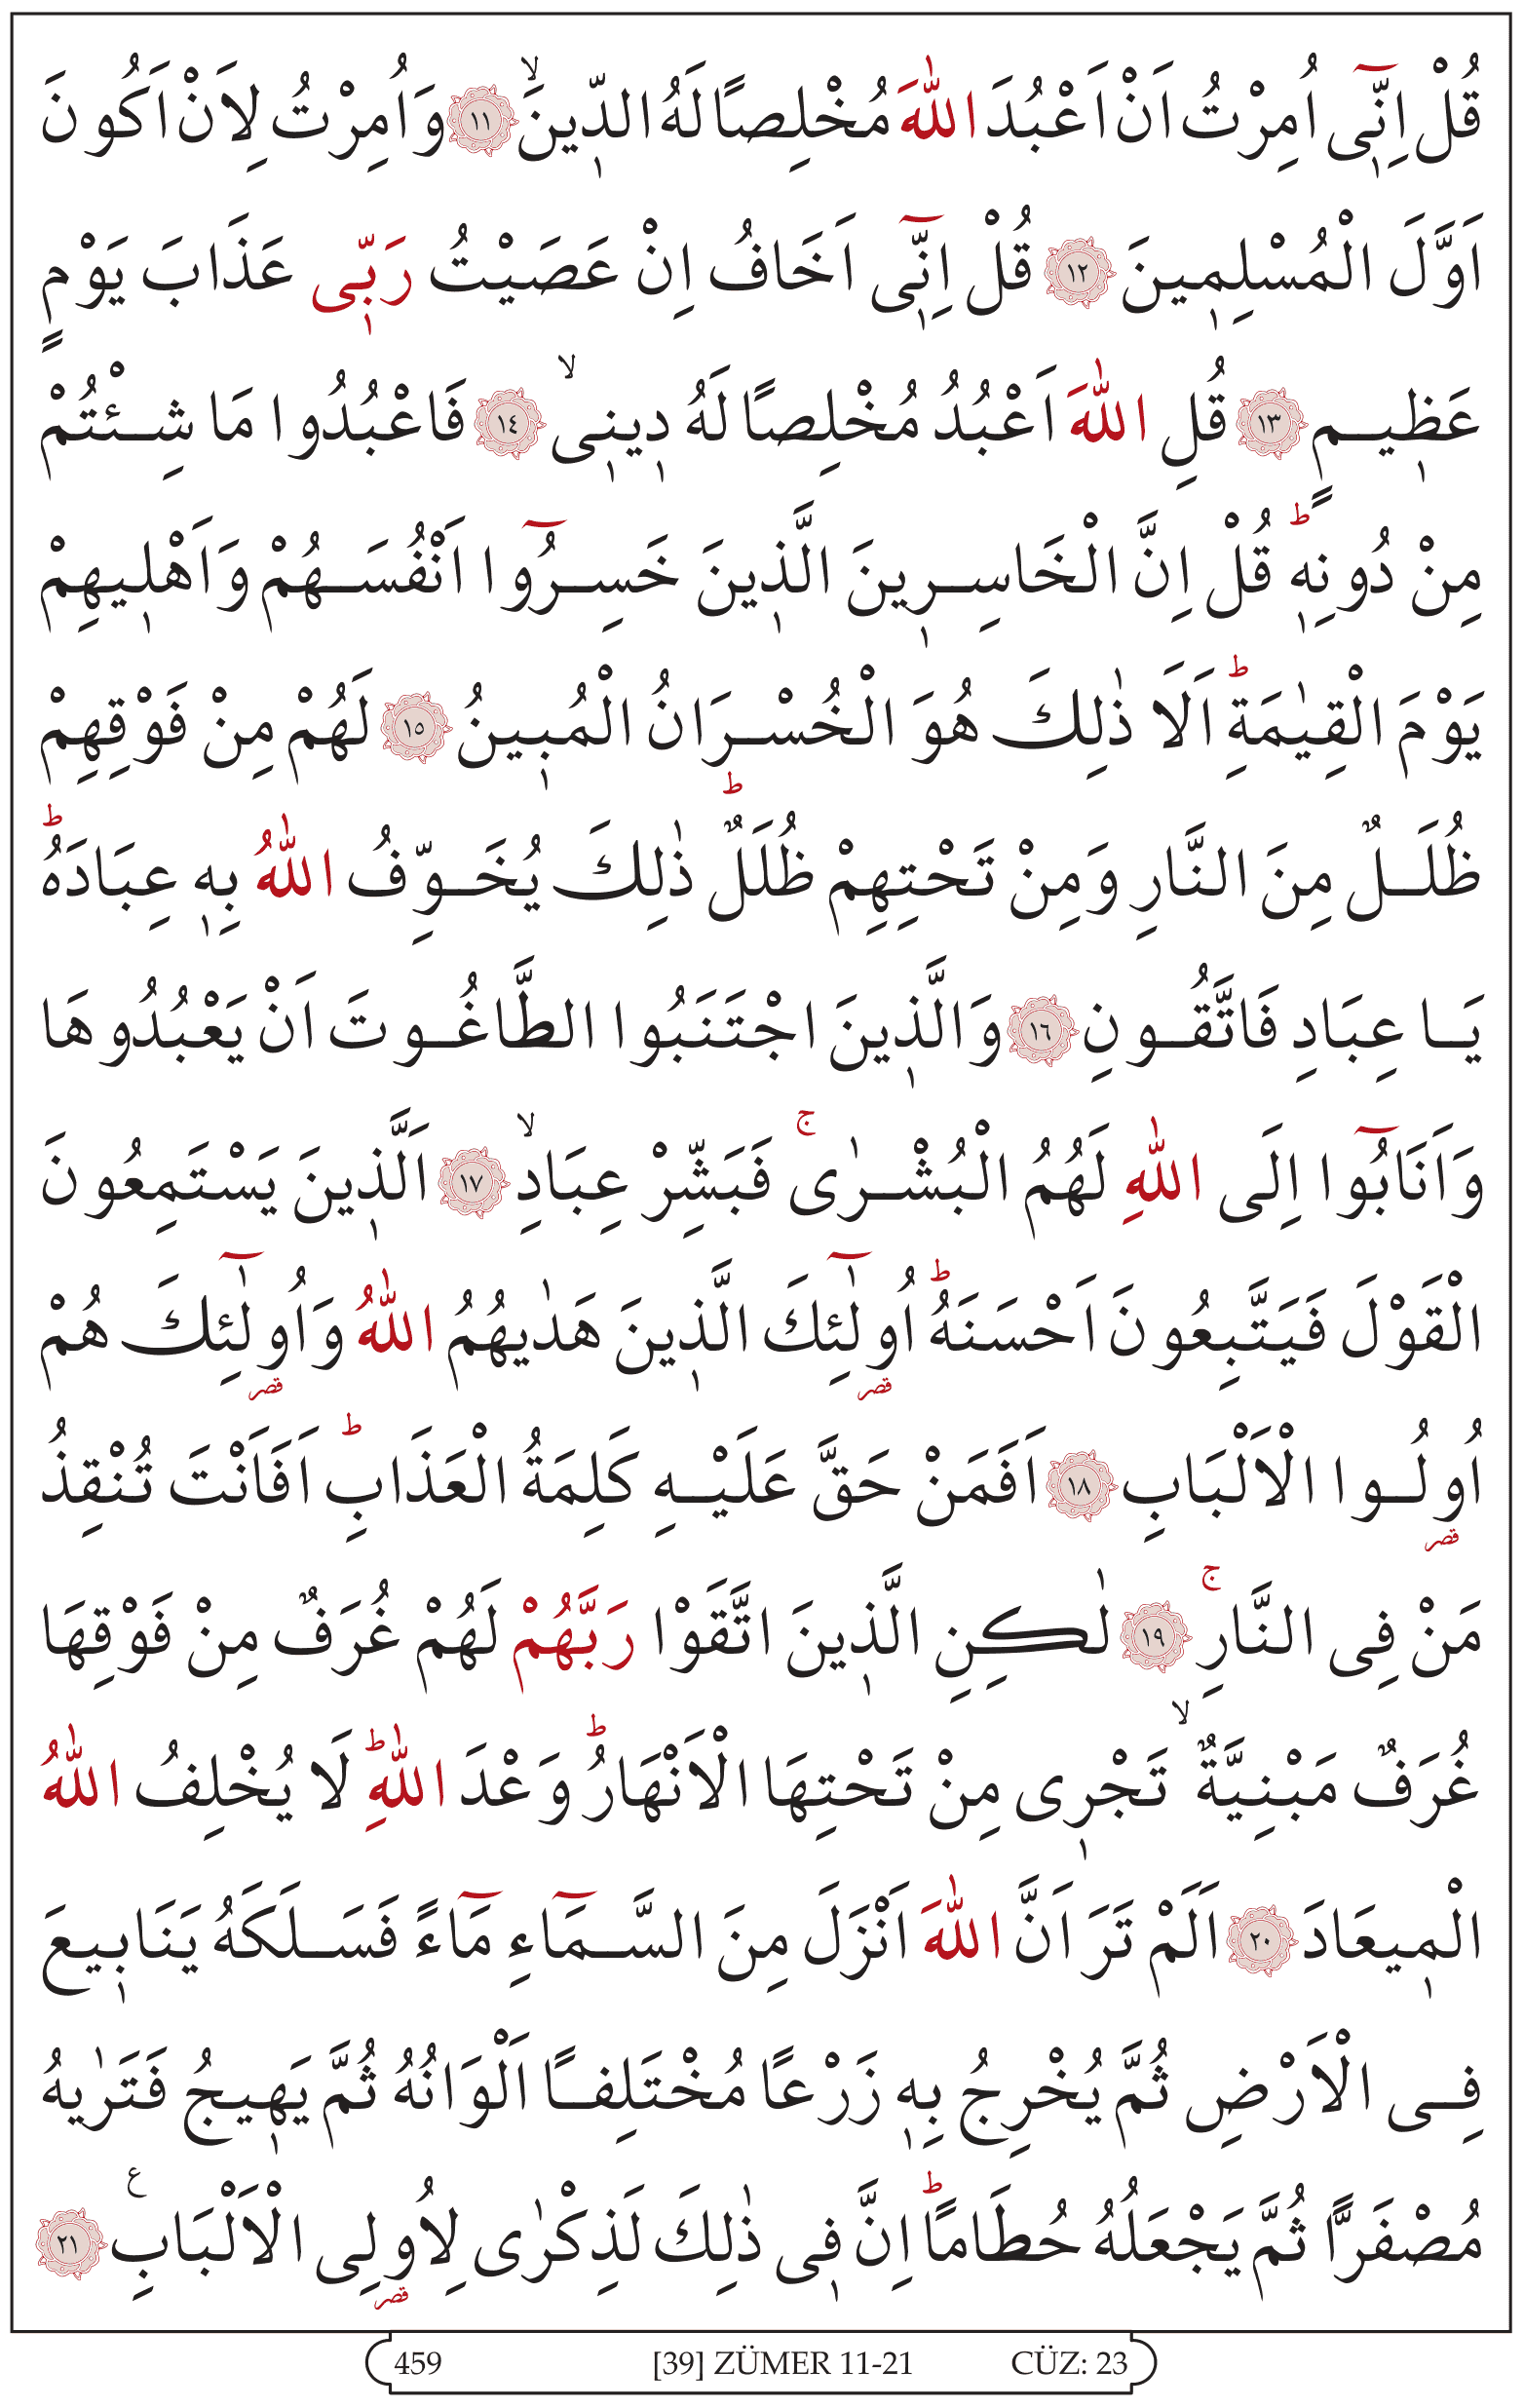 قُلْ اِنّ۪ٓى اُمِرْتُ اَنْ اَعْبُدَ اللّٰهَ مُخْلِصًا لَهُ الدّ۪ينَۙ ﴿١١﴾ وَاُمِرْتُ لِاَنْ اَكُونَ
اَوَّلَ الْمُسْلِم۪ينَ ﴿١٢﴾ قُلْ اِنّ۪ٓى اَخَافُ اِنْ عَصَيْتُ رَبّ۪ى عَذَابَ يَوْمٍ
عَظ۪يمٍ ﴿١٣﴾ قُلِ اللّٰهَ اَعْبُدُ مُخْلِصًا لَهُ د۪ين۪ىۙ ﴿١٤﴾ فَاعْبُدُوا مَا شِئْتُمْ
مِنْ دُونِه۪ۜ قُلْ اِنَّ الْخَاسِر۪ينَ الَّذ۪ينَ خَسِرُٓوا اَنْفُسَهُمْ وَاَهْل۪يهِمْ
يَوْمَ الْقِيٰمَةِۜ اَلَا ذٰلِكَ هُوَ الْخُسْرَانُ الْمُب۪ينُ ﴿١٥﴾ لَهُمْ مِنْ فَوْقِهِمْ
ظُلَلٌ مِنَ النَّارِ وَمِنْ تَحْتِهِمْ ظُلَلٌۜ ذٰلِكَ يُخَوِّفُ اللّٰهُ بِه۪ عِبَادَهُۜ
يَا عِبَادِ فَاتَّقُونِ ﴿١٦﴾ وَالَّذ۪ينَ اجْتَنَبُوا الطَّاغُوتَ اَنْ يَعْبُدُوهَا
وَاَنَابُٓوا اِلَى اللّٰهِ لَهُمُ الْبُشْرٰىۚ فَبَشِّرْ عِبَادِۙ ﴿١٧﴾ اَلَّذ۪ينَ يَسْتَمِعُونَ
الْقَوْلَ فَيَتَّبِعُونَ اَحْسَنَهُۜ اُو۬لٰٓئِكَ الَّذ۪ينَ هَدٰيهُمُ اللّٰهُ وَاُو۬لٰٓئِكَ هُمْ
قصر قصر
اُو۬لُوا الْاَلْبَابِ ﴿١٨﴾ اَفَمَنْ حَقَّ عَلَيْهِ كَلِمَةُ الْعَذَابِۜ اَفَاَنْتَ تُنْقِذُ
قصر
مَنْ فِى النَّارِۚ ﴿١٩﴾ لٰكِنِ الَّذ۪ينَ اتَّقَوْا رَبَّهُمْ لَهُمْ غُرَفٌ مِنْ فَوْقِهَا
غُرَفٌ مَبْنِيَّةٌۙ تَجْر۪ى مِنْ تَحْتِهَا الْاَنْهَارُۜ وَعْدَ اللّٰهِۜ لَا يُخْلِفُ اللّٰهُ
الْم۪يعَادَ ﴿٢٠﴾ اَلَمْ تَرَ اَنَّ اللّٰهَ اَنْزَلَ مِنَ السَّمَٓاءِ مَٓاءً فَسَلَكَهُ يَنَاب۪يعَ
فِى الْاَرْضِ ثُمَّ يُخْرِجُ بِه۪ زَرْعًا مُخْتَلِفًا اَلْوَانُهُ ثُمَّ يَه۪يجُ فَتَرٰيهُ
مُصْفَرًّا ثُمَّ يَجْعَلُهُ حُطَامًاۜ اِنَّ ف۪ى ذٰلِكَ لَذِكْرٰى لِاُو۬لِى الْاَلْبَابِ۟ ع ﴿٢١﴾
قصر
459 [39] ZÜMER 11-21 CÜZ: 23